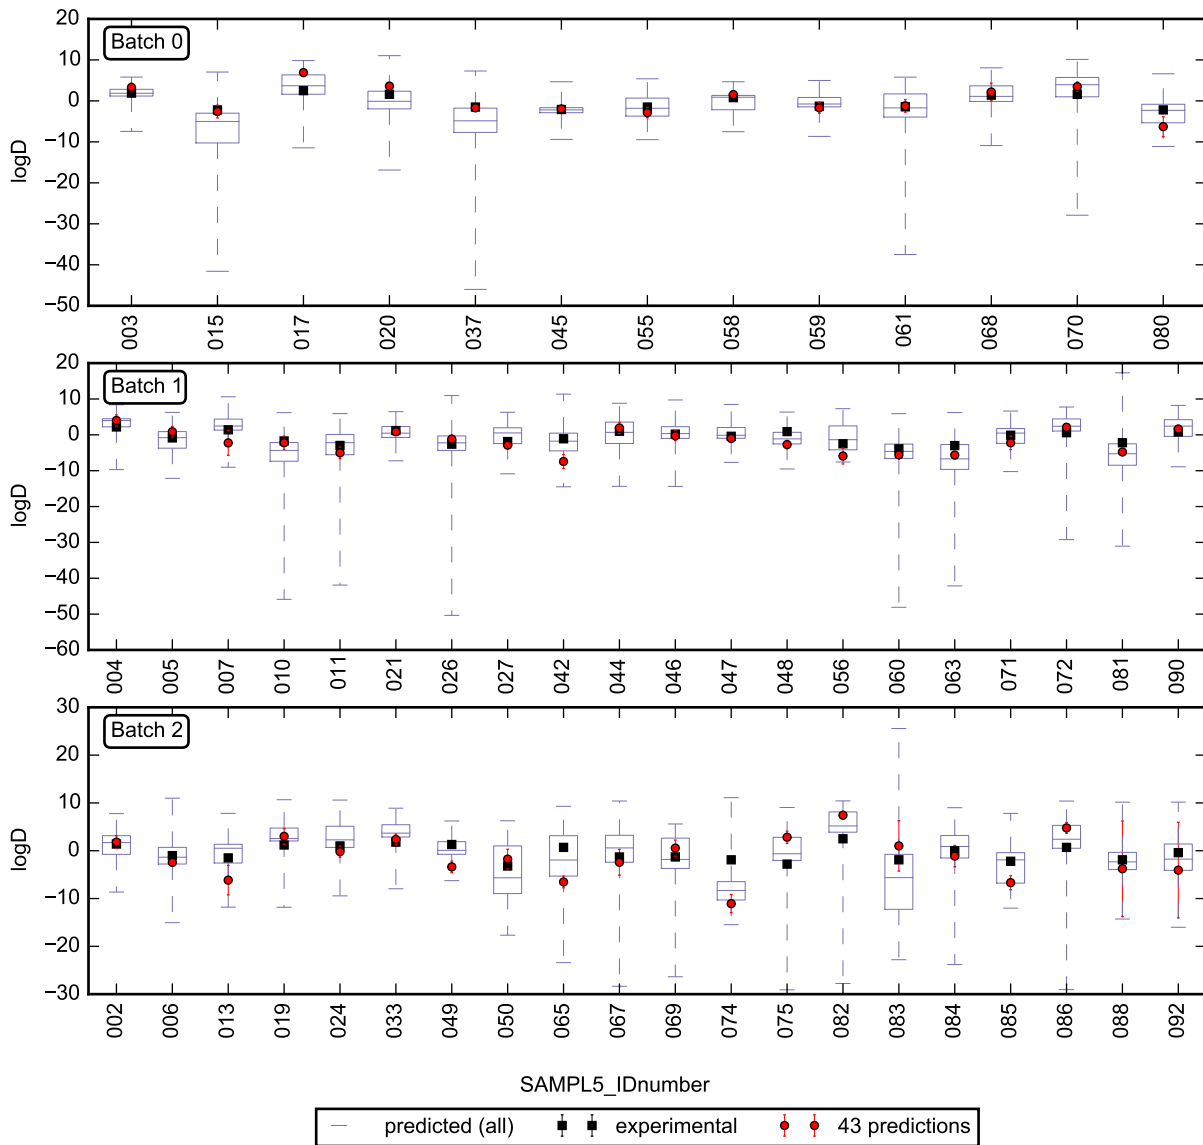 Batch 0
20
10
0
−10
−20
−30
−40
−50
logD
003 015 017 020 037 045 055 058 059 061 068 070 080
Batch 1
20
10
0
−10
−20
−30
−40
−50
−60
logD
004 005 007 010 011 021 026 027 042 044 046 047 048 056 060 063 071 072 081 090
Batch 2
30
20
10
0
−10
−20
−30
logD
002 006 013 019 024 033 049 050 065 067 069 074 075 082 083 084 085 086 088 092
SAMPL5_IDnumber
predicted (all) experimental 43 predictions